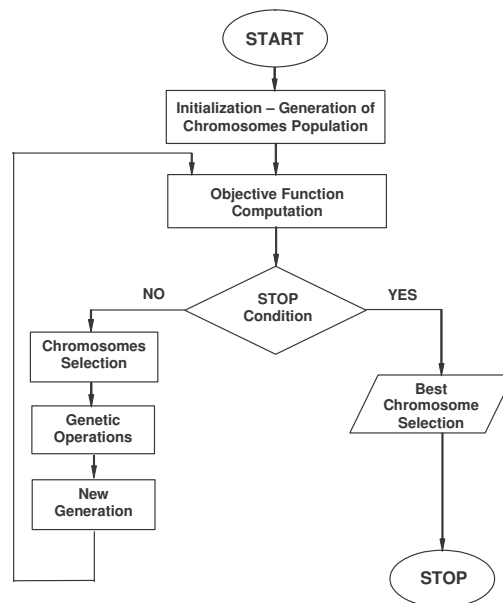 START
Initialization – Generation of
Chromosomes Population
Objective Function
Computation
NO
STOP
Condition
YES
Chromosomes
Selection
Best
Chromosome
Selection
Genetic
Operations
New
Generation
STOP